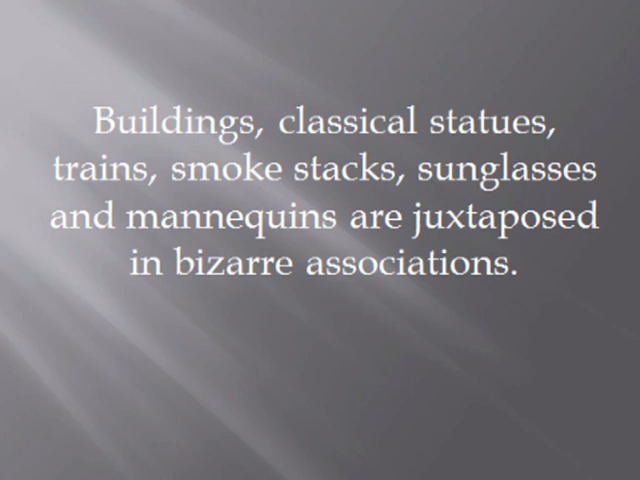 Buildings, classical statues,
trains, smoke stacks, sunglasses
and mannequins are juxtaposed
in bizarre associations.